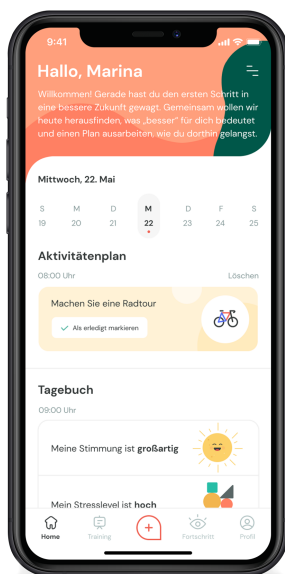 9:41
Hallo, Marina
Willkommen! Gerade hast du den ersten Schritt in
eine bessere Zukunft gewagt. Gemeinsam wollen wir
heute herausfinden, was „besser“ für dich bedeutet
und einen Plan ausarbeiten, wie du dorthin gelangst.
Mittwoch, 22. Mai
S M D M D F S
19 20 21 22 23 24 25
Aktivitätenplan
08:00 Uhr Löschen
Machen Sie eine Radtour
Als erledigt markieren
Tagebuch
09:00 Uhr
Meine Stimmung ist großartig
Mein Stresslevel ist hoch
Home Training Fortschritt Profil